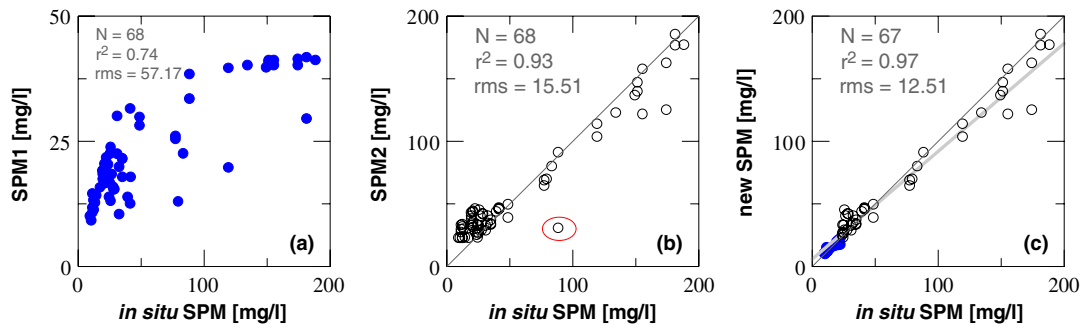 50
25
0
SPM1 [mg/l]
N = 68
r² = 0.74
rms = 57.17
(a)
0
100
200
in situ SPM [mg/l]
200
100
0
SPM2 [mg/l]
N = 68
r² = 0.93
rms = 15.51
(b)
0
100
200
in situ SPM [mg/l]
200
100
0
new SPM [mg/l]
N = 67
r² = 0.97
rms = 12.51
(c)
0
100
200
in situ SPM [mg/l]